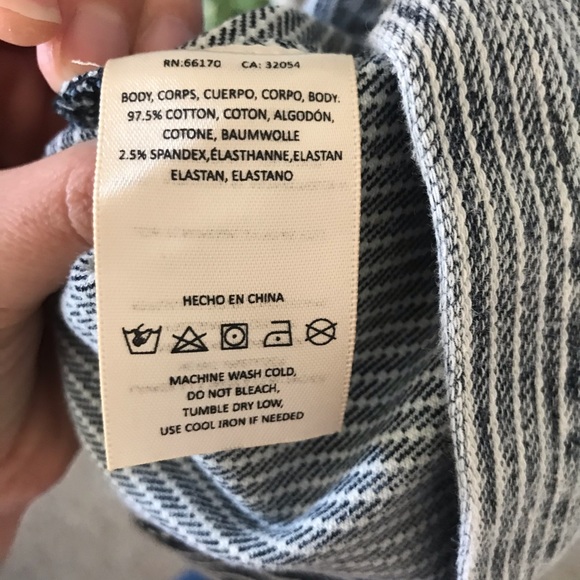 RN:66170 CA: 32054
BODY, CORPS, CUERPO, CORPO, BODY.
97.5% COTTON, COTON, ALGODÓN,
COTONE, BAUMWOLLE
2.5% SPANDEX,ÉLASTHANNE,ELASTAN
ELASTAN, ELASTANO
HECHO EN CHINA
MACHINE WASH COLD,
DO NOT BLEACH,
TUMBLE DRY LOW,
USE COOL IRON IF NEEDED